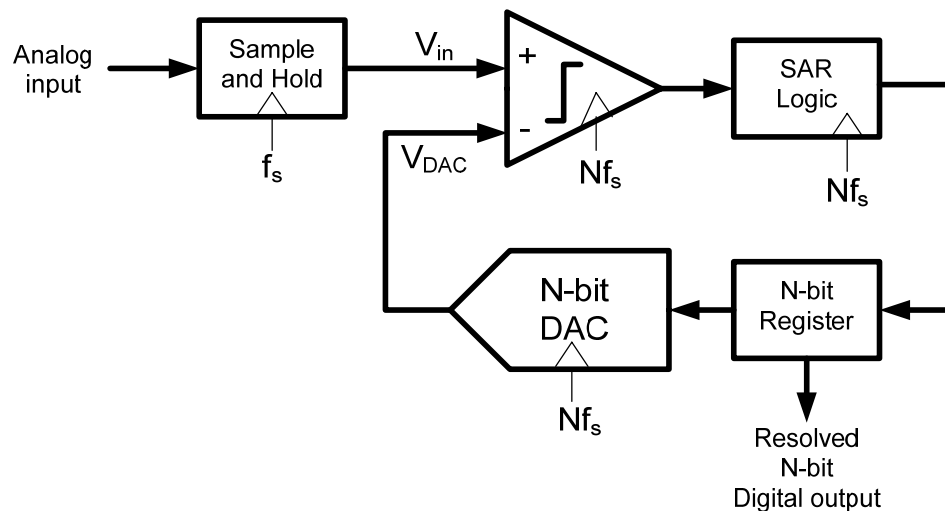 Analog
input
Sample
and Hold
f_s
V_in
+
-
V_DAC
Nf_s
SAR
Logic
Nf_s
N-bit
DAC
Nf_s
N-bit
Register
Resolved
N-bit
Digital output